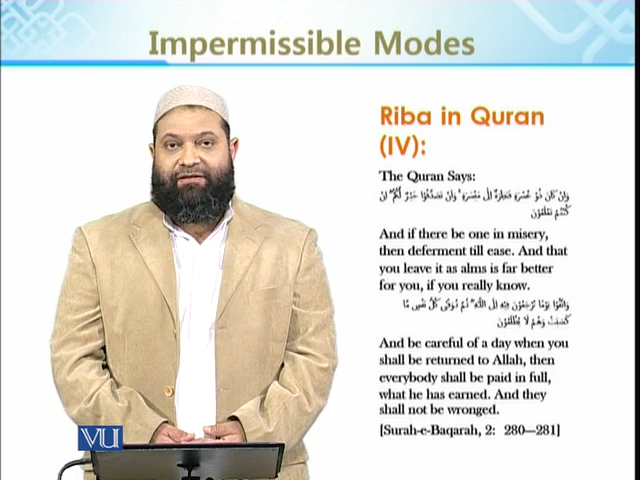 Impermissible Modes
Riba in Quran
(IV):
The Quran Says:
وَاِنْ كَانَ ذُوْ عُسْرَةٍ فَنَظِرَةٌ اِلٰى مَيْسَرَةٍ ۚ وَاَنْ تَصَدَّقُوْا خَيْرٌ لَّكُمْ اِنْ
كُنْتُمْ تَعْلَمُوْنَ
And if there be one in misery,
then deferment till ease. And that
you leave it as alms is far better
for you, if you really know.
وَاتَّقُوْا يَوْمًا تُرْجَعُوْنَ فِيْهِ اِلَى اللّٰهِ ۗ ثُمَّ تُوَفّٰى كُلُّ نَفْسٍ مَّا
كَسَبَتْ وَهُمْ لَا يُظْلَمُوْنَ
And be careful of a day when you
shall be returned to Allah, then
everybody shall be paid in full,
what he has earned. And they
shall not be wronged.
[Surah-e-Baqarah, 2: 280—281]
VU